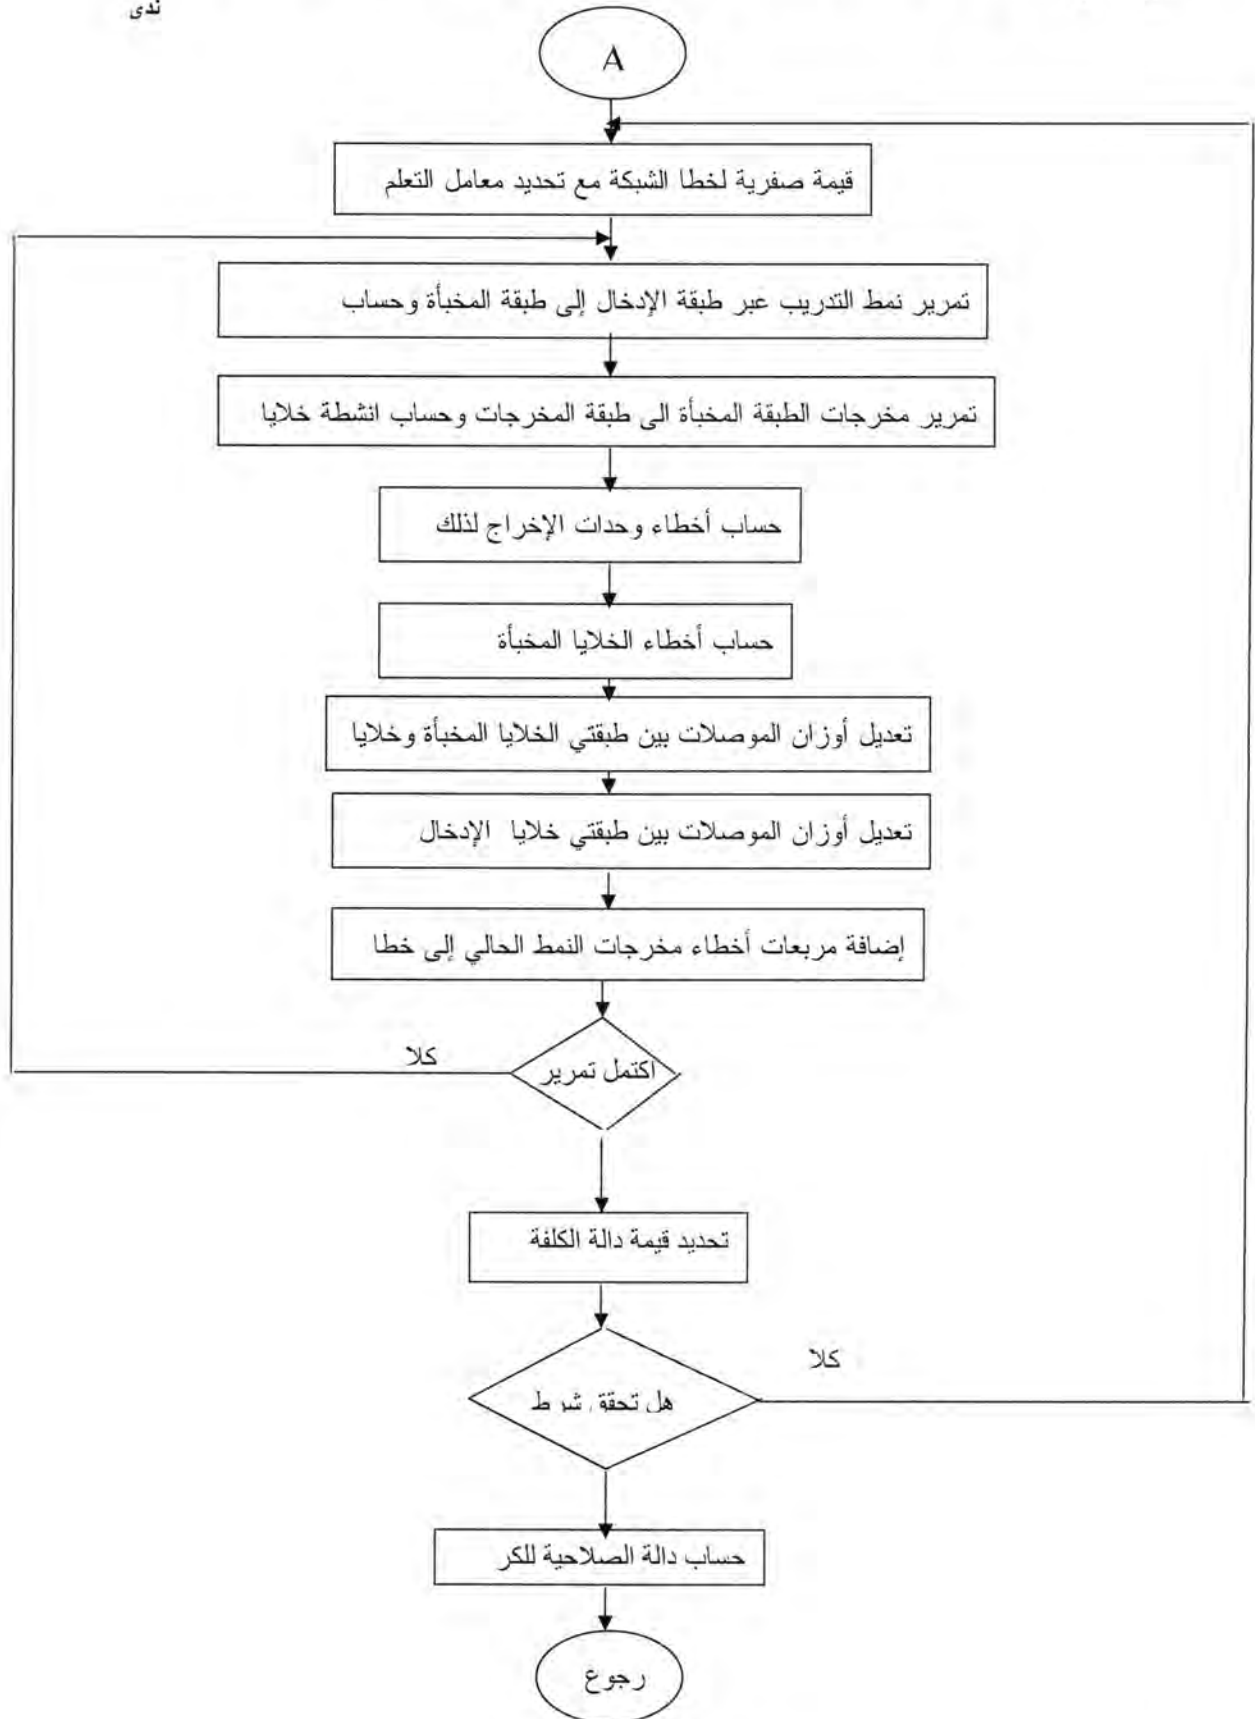 ندى
A
قيمة صفرية لخطا الشبكة مع تحديد معامل التعلم
تمرير نمط التدريب عبر طبقة الإدخال إلى طبقة المخبأة وحساب
تمرير مخرجات الطبقة المخبأة الى طبقة المخرجات وحساب انشطة خلايا
حساب أخطاء وحدات الإخراج لذلك
حساب أخطاء الخلايا المخبأة
تعديل أوزان الموصلات بين طبقتي الخلايا المخبأة وخلايا
تعديل أوزان الموصلات بين طبقتي خلايا الإدخال
إضافة مربعات أخطاء مخرجات النمط الحالي إلى خطا
كلا
اكتمل تمرير
تحديد قيمة دالة الكلفة
كلا
هل تحقق شرط
حساب دالة الصلاحية للكر
رجوع